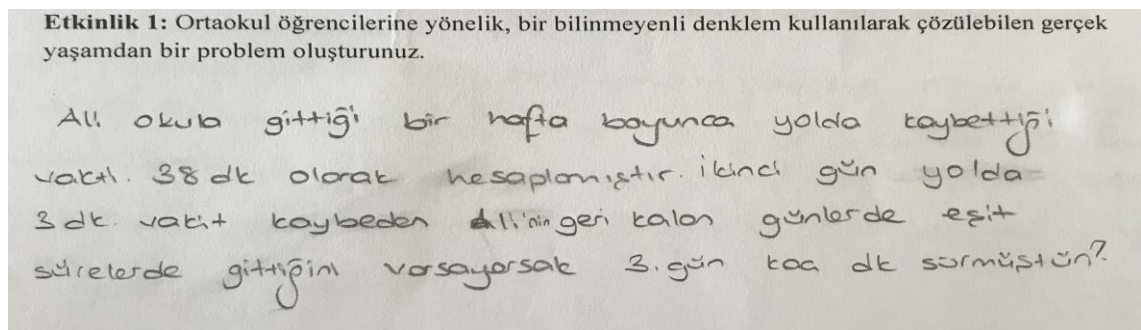 Etkinlik 1: Ortaokul öğrencilerine yönelik, bir bilinmeyenli denklem kullanılarak çözülebilen gerçek
yaşamdan bir problem oluşturunuz.
Ali okula gittiği bir hafta boyunca yolda kaybettiği
vakti. 38 dk olarak hesaplamıştır. İkinci gün yolda
3 dk. vakit kaybeden Ali'nin geri kalan günlerde eşit
sürelerde gittiğini varsayarsak 3. gün kaç dk sürmüştür?